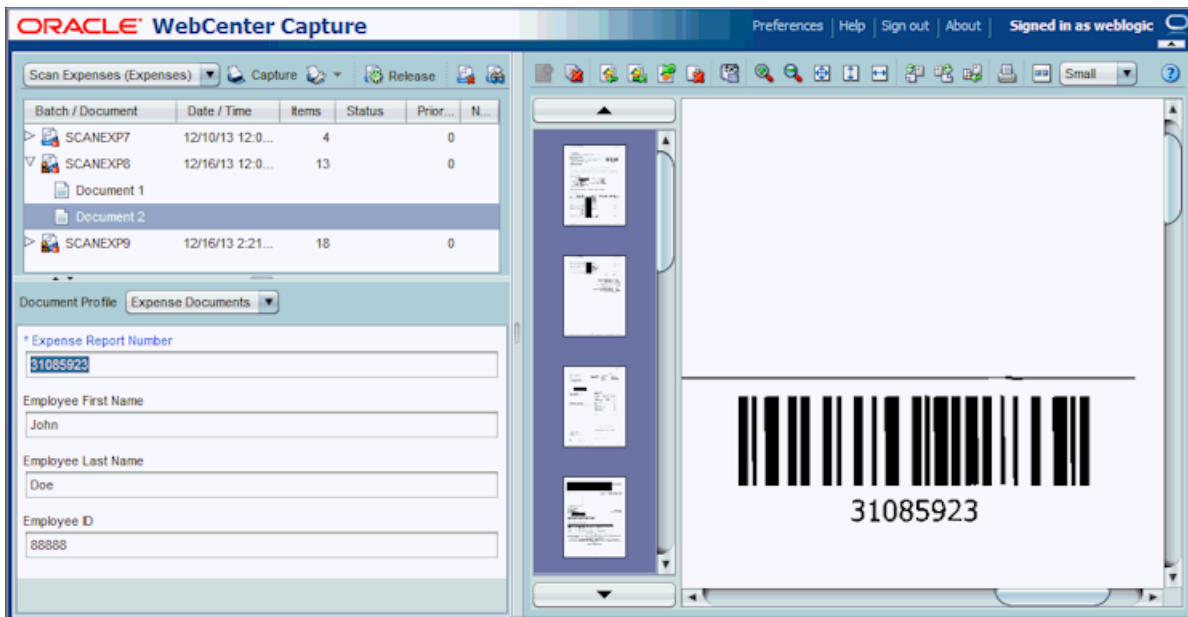 ORACLE WebCenter Capture
Preferences | Help | Sign out | About | Signed in as weblogic
Scan Expenses (Expenses) Capture Release
Small
Batch / Document Date / Time Items Status Prior... N...
SCANEXP7 12/10/13 12:0... 4 0
SCANEXP8 12/16/13 12:0... 13 0
Document 1
Document 2
SCANEXP9 12/16/13 2:21... 18 0
Document Profile Expense Documents
* Expense Report Number
31085923
Employee First Name
John
Employee Last Name
Doe
Employee ID
88888
31085923